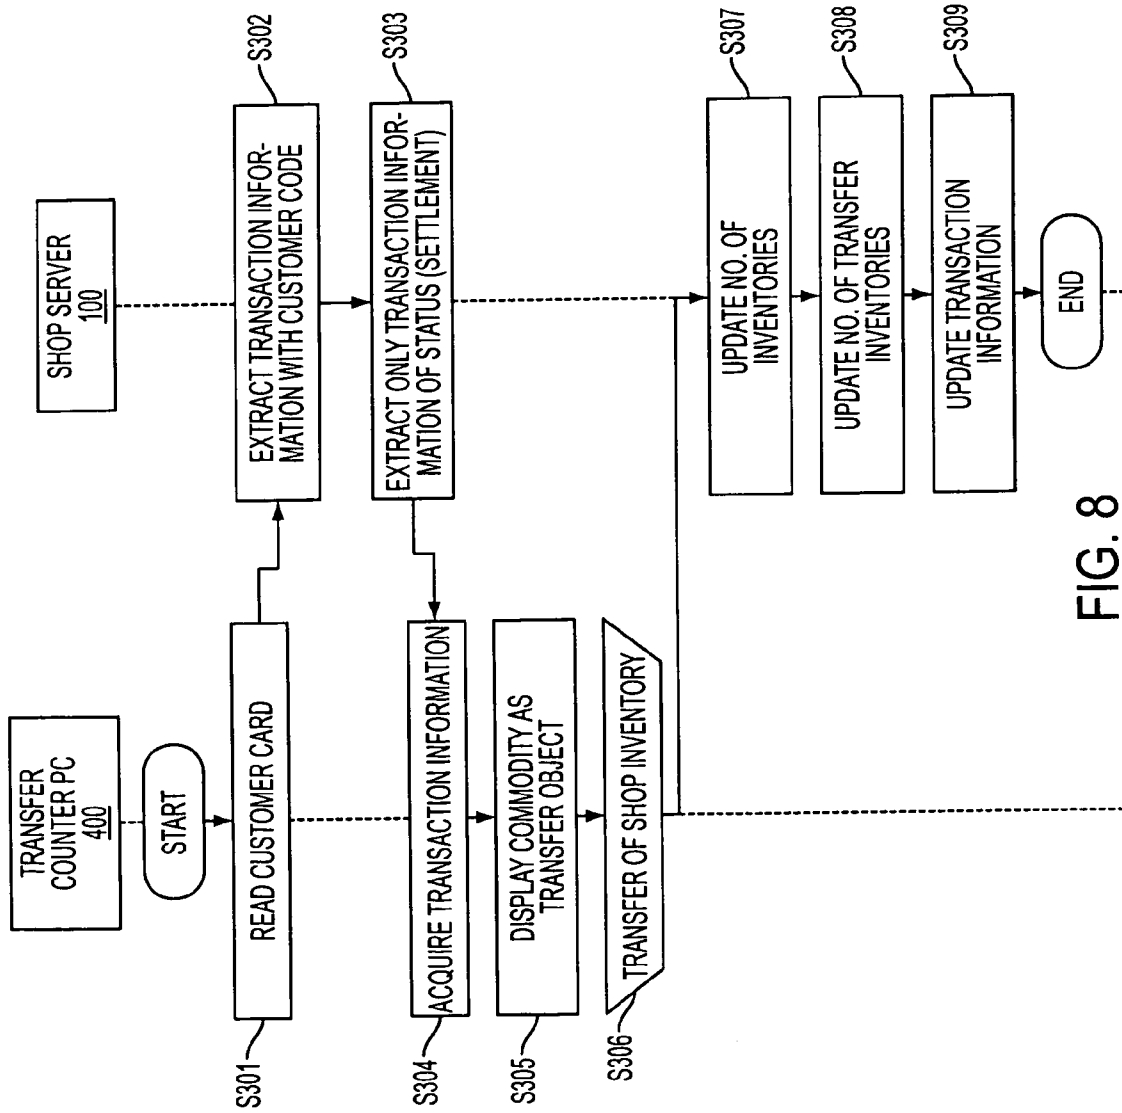 TRANSFER
COUNTER PC
400
SHOP SERVER
100
START
READ CUSTOMER CARD
S301
EXTRACT TRANSACTION INFOR-
MATION WITH CUSTOMER CODE
S302
EXTRACT ONLY TRANSACTION INFOR-
MATION OF STATUS (SETTLEMENT)
S303
ACQUIRE TRANSACTION INFORMATION
S304
DISPLAY COMMODITY AS
TRANSFER OBJECT
S305
TRANSFER OF SHOP INVENTORY
S306
UPDATE NO. OF
INVENTORIES
S307
UPDATE NO. OF TRANSFER
INVENTORIES
S308
UPDATE TRANSACTION
INFORMATION
S309
END
FIG. 8